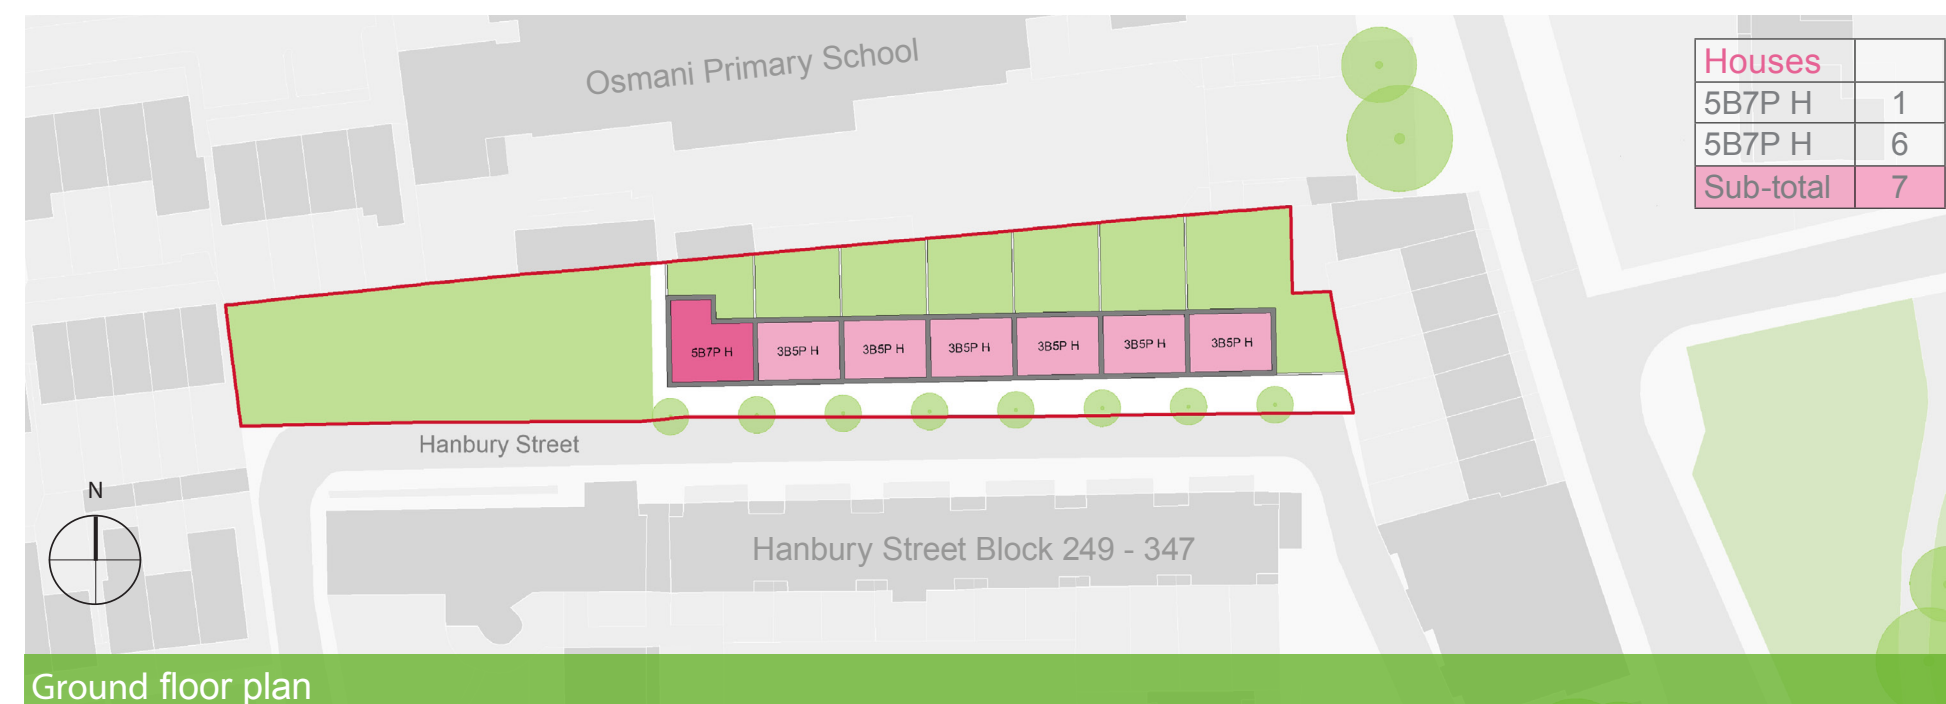 Osmani Primary School
Houses
5B7P H 1
5B7P H 6
Sub-total 7
5B7P H
3B5P H
3B5P H
3B5P H
3B5P H
3B5P H
3B5P H
Hanbury Street
N
Hanbury Street Block 249 - 347
Ground floor plan